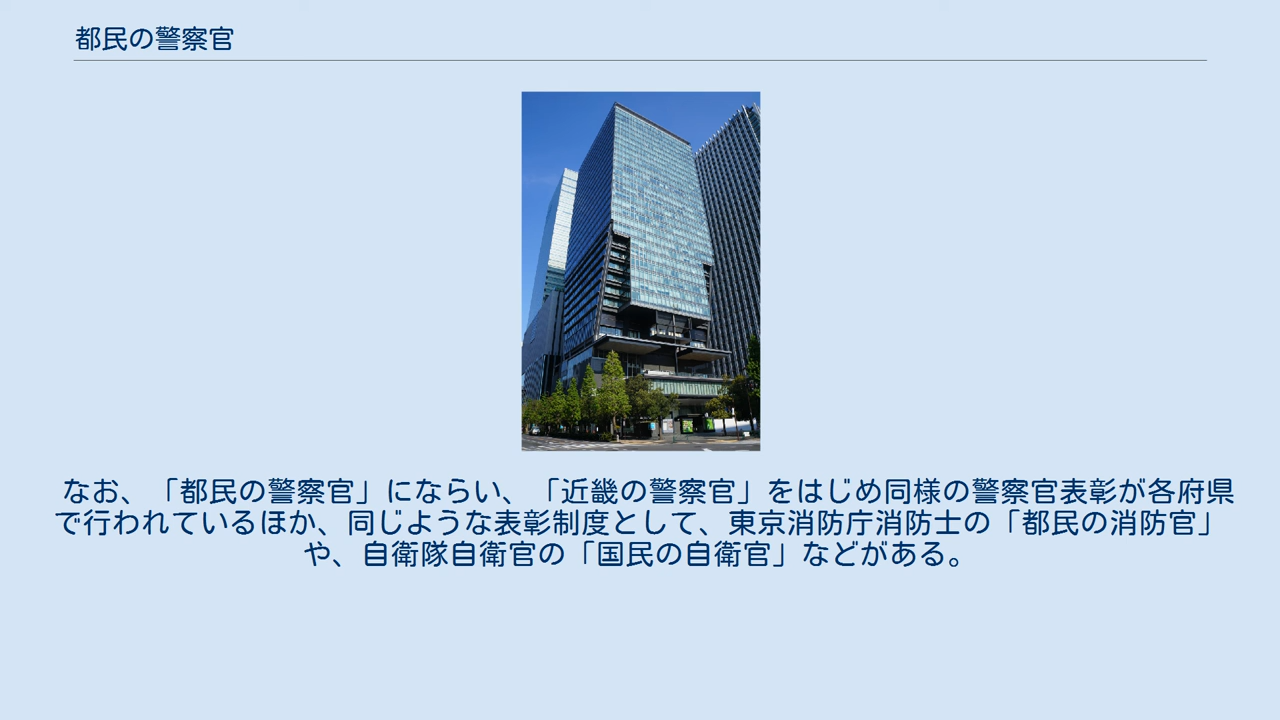 都民の警察官
なお、「都民の警察官」にならい、「近畿の警察官」をはじめ同様の警察官表彰が各府県
で行われているほか、同じような表彰制度として、東京消防庁消防士の「都民の消防官」
や、自衛隊自衛官の「国民の自衛官」などがある。